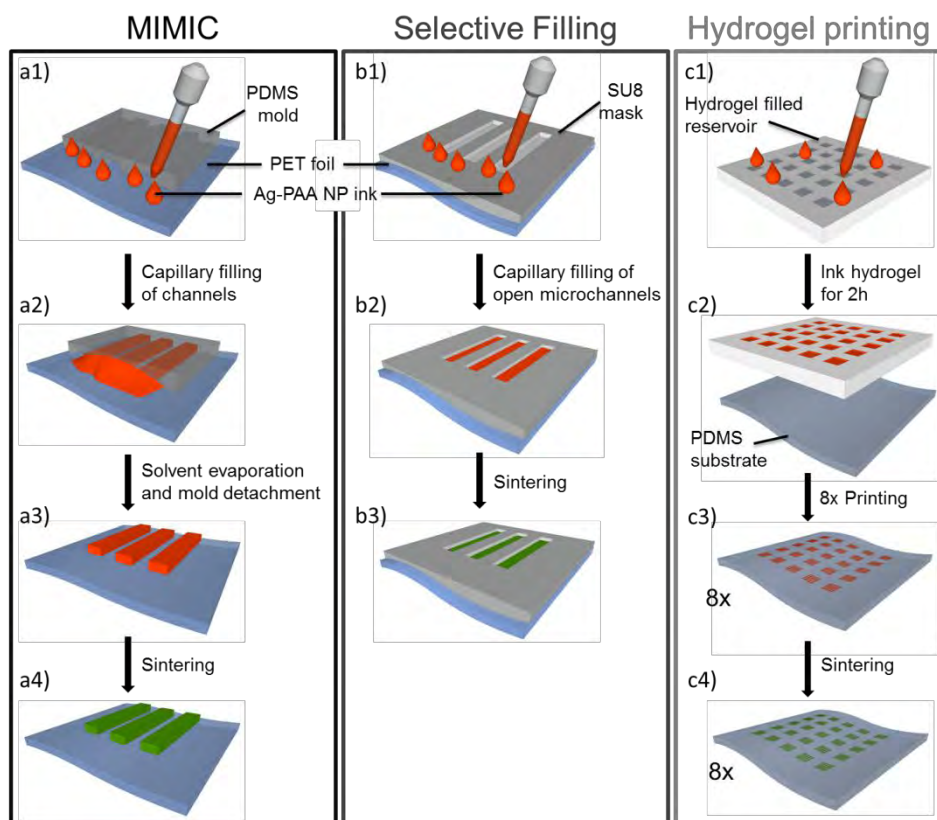 MIMIC
a1)
PDMS
mold
PET foil
Ag-PAA NP ink
Capillary filling
of channels
a2)
Solvent evaporation
and mold detachment
a3)
Sintering
a4)
Selective Filling
b1)
SU8
mask
Capillary filling of
open microchannels
b2)
Sintering
b3)
Hydrogel printing
c1)
Hydrogel filled
reservoir
Ink hydrogel
for 2h
c2)
PDMS
substrate
8x Printing
c3)
8x
Sintering
c4)
8x